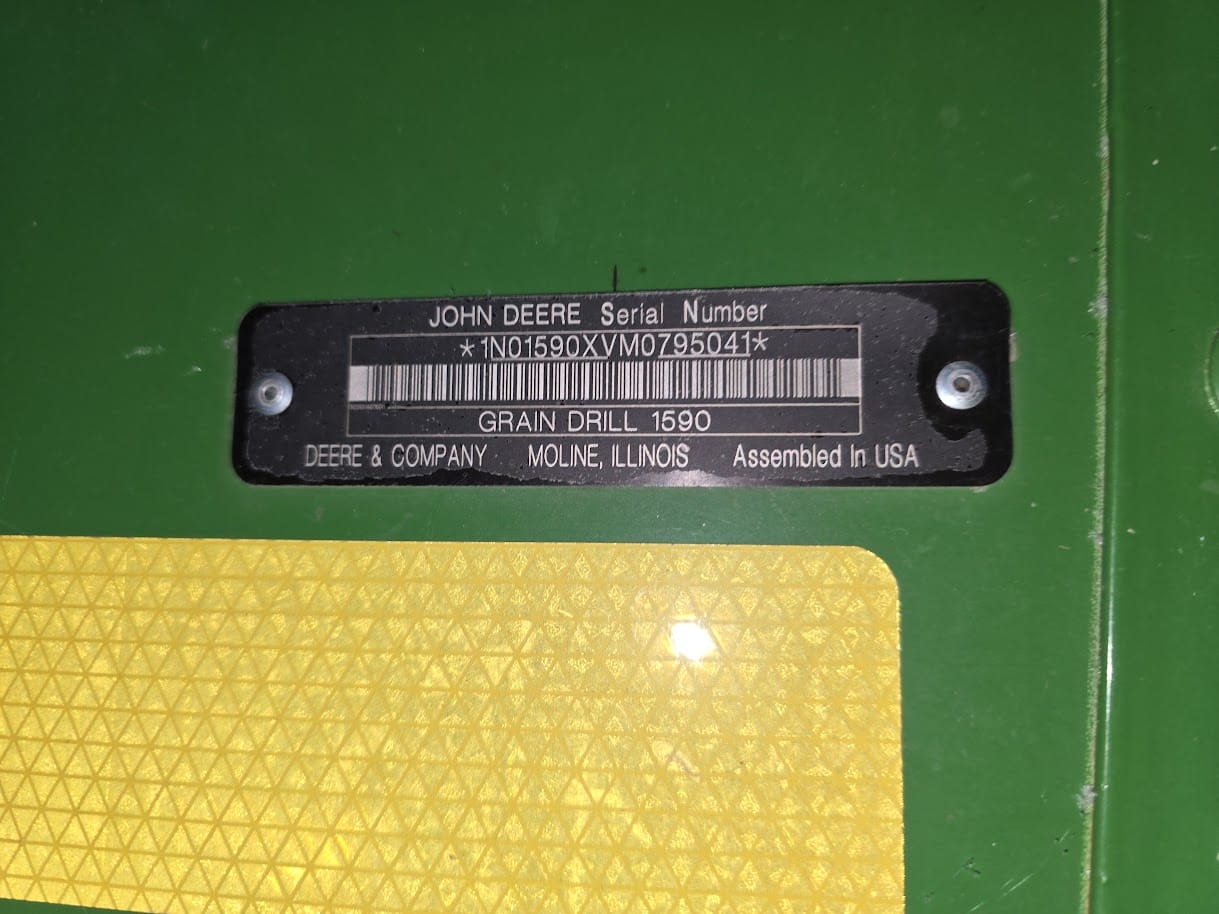 JOHN DEERE Serial Number
*1N01590XVM0795041*
GRAIN DRILL 1590
DEERE & COMPANY MOLINE, ILLINOIS Assembled In USA